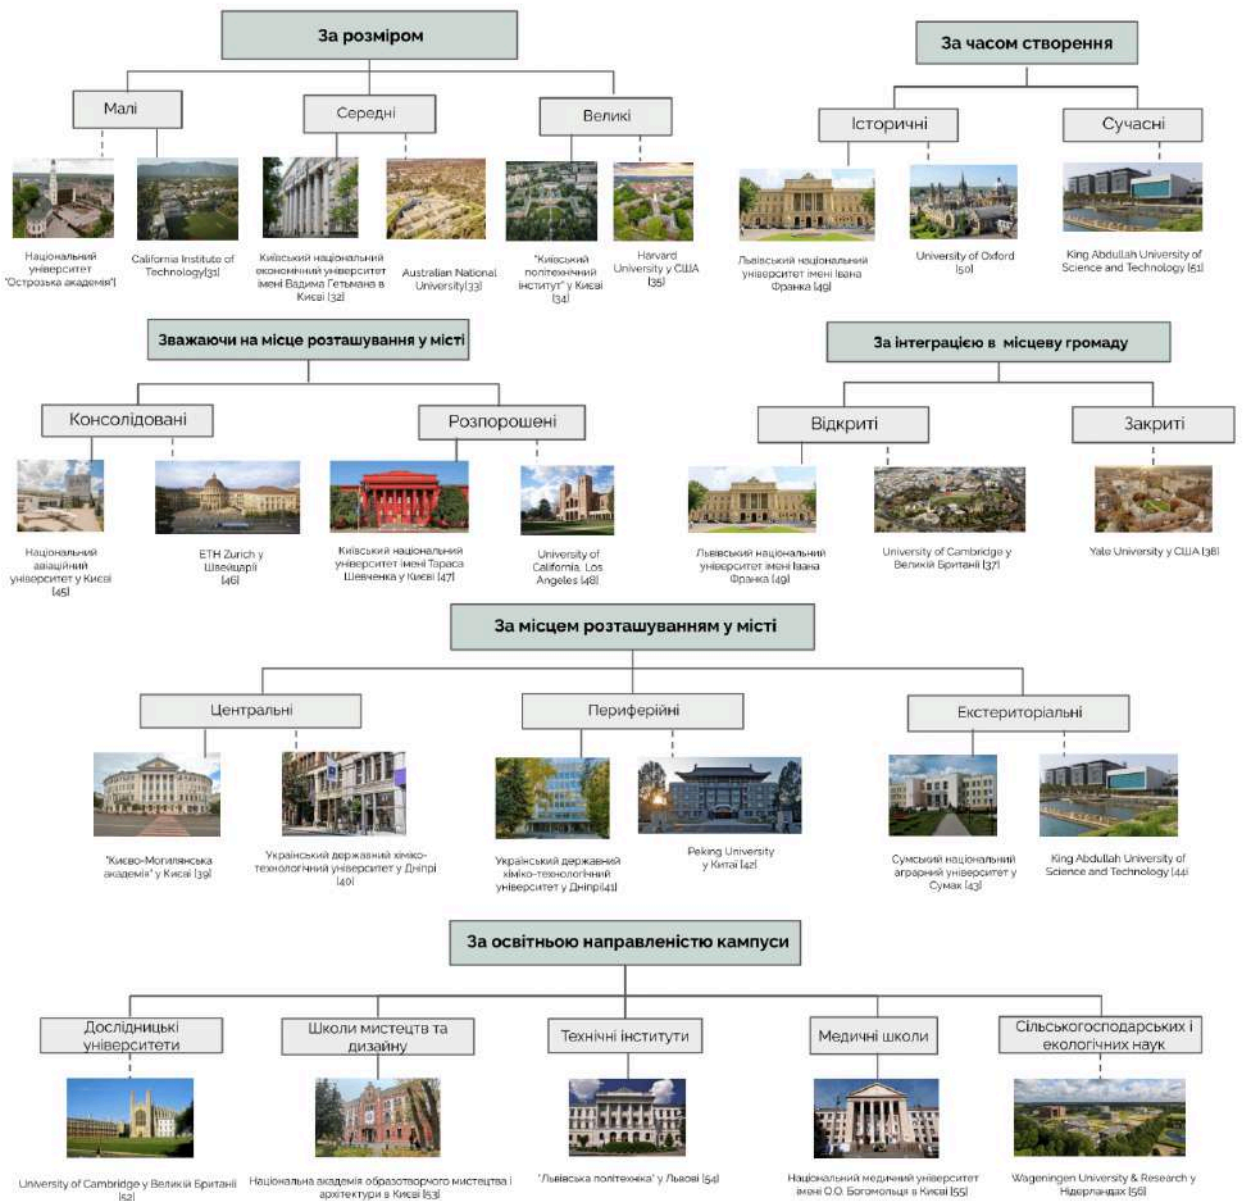 За розміром
Малі
Середні
Великі
Національний
університет
"Острозька академія"]
California Institute of
Technology[31]
Київський національний
економічний університет
імені Вадима Гетьмана в
Києві [32]
Australian National
University[33]
"Київський
політехнічний
інститут" у Києві
[34]
Harvard
University у США
[35]
За часом створення
Історичні
Сучасні
Львівський національний
університет імені Івана
Франка [49]
University of Oxford
[50]
King Abdullah University of
Science and Technology [51]
Зважаючи на місце розташування у місті
Консолідовані
Розпорошені
Національний
авіаційний
університет у Києві
[45]
ETH Zurich у
Швейцарії
[46]
Київський національний
університет імені Тараса
Шевченка у Києві [47]
University of
California, Los
Angeles [48]
За інтеграцією в місцеву громаду
Відкриті
Закриті
Львівський національний
університет імені Івана
Франка [49]
University of Cambridge у
Великій Британії [37]
Yale University у США [38]
За місцем розташуванням у місті
Центральні
Периферійні
Екстериторіальні
"Києво-Могилянська
академія" у Києві [39]
Український державний хіміко-
технологічний університет у Дніпрі
[40]
Український державний
хіміко-технологічний
університет у Дніпрі[41]
Peking University
у Китаї [42]
Сумський національний
аграрний університет у
Сумах [43]
King Abdullah University of
Science and Technology [44]
За освітньою направленістю кампуси
Дослідницькі
університети
Школи мистецтв та
дизайну
Технічні інститути
Медичні школи
Сільськогосподарських і
екологічних наук
University of Cambridge у Великій Британії
[52]
Національна академія образотворчого мистецтва і
архітектури в Києві [53]
"Львівська політехніка" у Львові [54]
Національний медичний університет
імені О.О. Богомольця в Києві [55]
Wageningen University & Research у
Нідерландах [56]